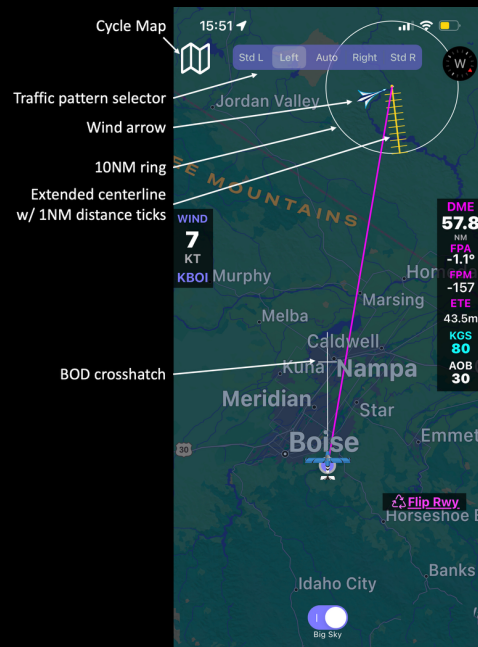 Cycle Map
15:51
Std L
Left
Auto
Right
Std R
W
Traffic pattern selector
Jordan Valley
Wind arrow
10NM ring
Extended centerline
w/ 1NM distance ticks
MOUNTAINS
WIND
7
KT
KBOI
DME
57.8
NM
FPA
-1.1°
FPM
-157
ETE
43.5m
KGS
80
AOB
30
Murphy
Marsing
Melba
Caldwell
BOD crosshatch
Kuna
Nampa
Meridian
Star
Boise
30
Flip Rwy
Idaho City
Banks
Big Sky